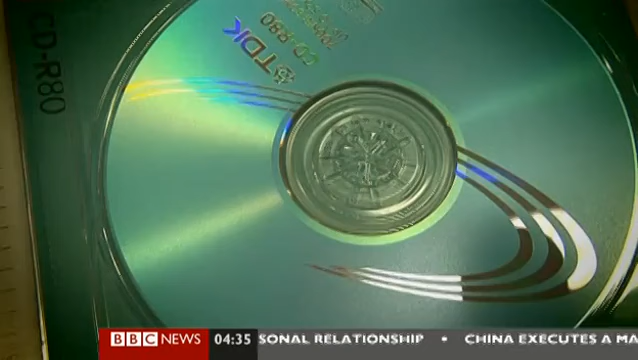 CD-R80
TDK
CD-R80
BBC NEWS 04:35 SONAL RELATIONSHIP • CHINA EXECUTES A MA